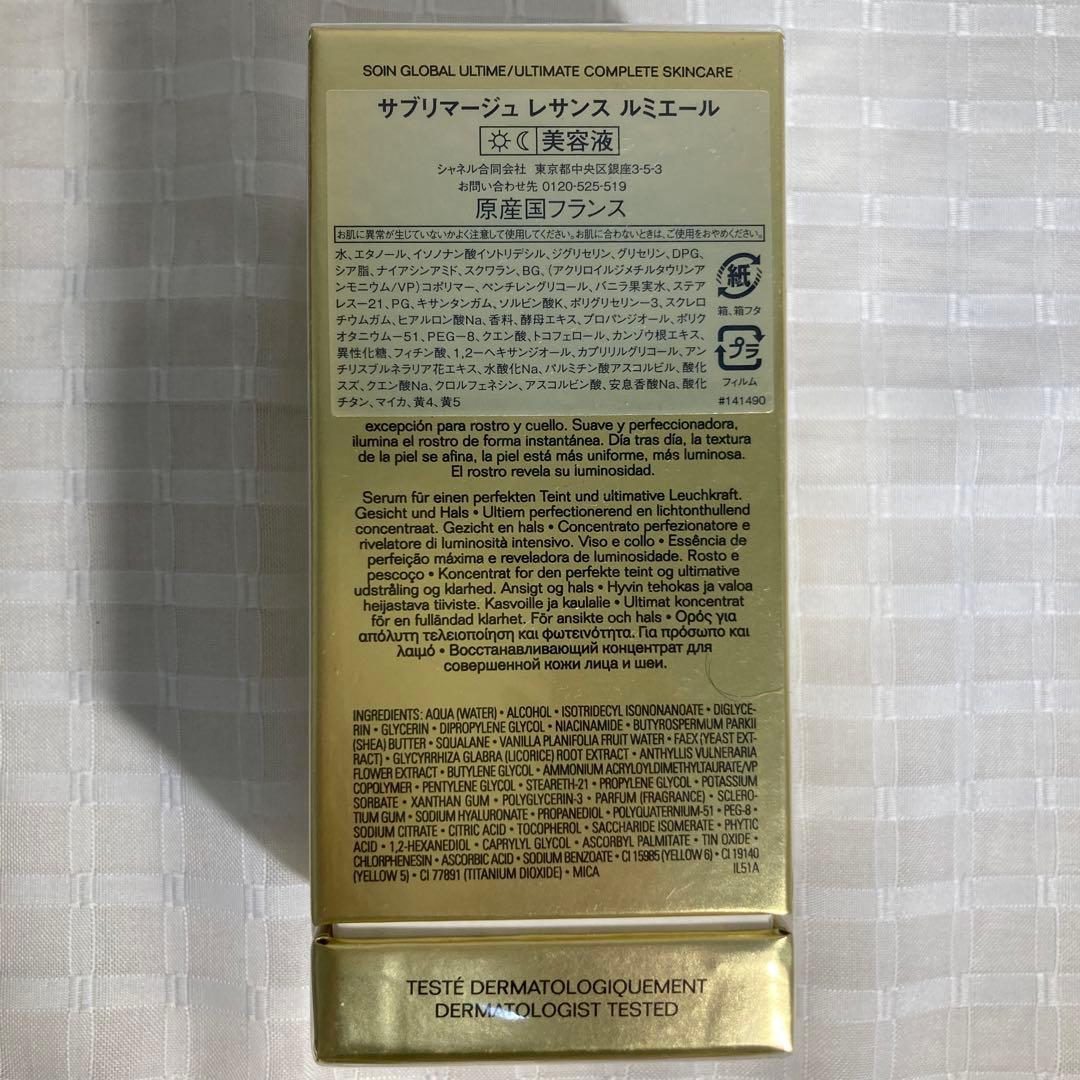 SOIN GLOBAL ULTIME/ULTIMATE COMPLETE SKINCARE
サブリマージュ レサンス ルミエール
美容液
シャネル合同会社 東京都中央区銀座3-5-3
お問い合わせ先 0120-525-519
原産国フランス
お肌に異常が生じていないかよく注意して使用してください。お肌に合わないときは、ご使用をおやめください。
水、エタノール、イソノナン酸イソトリデシル、ジグリセリン、グリセリン、DPG、
シア脂、ナイアシンアミド、スクワラン、BG、(アクリロイルジメチルタウリンア
ンモニウム/VP)コポリマー、ペンチレングリコール、バニラ果実水、ステア
レス-21、PG、キサンタンガム、ソルビン酸K、ポリグリセリン-3、スクレロ
チウムガム、ヒアルロン酸Na、香料、酵母エキス、プロパンジオール、ポリク
オタニウム-51、PEG-8、クエン酸、トコフェロール、カンゾウ根エキス、
異性化糖、フィチン酸、1,2-ヘキサンジオール、カプリリルグリコール、アン
チリスブルネラリア花エキス、水酸化Na、パルミチン酸アスコルビル、酸化
スズ、クエン酸Na、クロルフェネシン、アスコルビン酸、安息香酸Na、酸化
チタン、マイカ、黄4、黄5
紙
箱、箱フタ
プラ
フィルム
#141490
excepción para rostro y cuello. Suave y perfeccionadora,
ilumina el rostro de forma instantánea. Día tras día, la textura
de la piel se afina, la piel está más uniforme, más luminosa.
El rostro revela su luminosidad.
Serum für einen perfekten Teint und ultimative Leuchkraft.
Gesicht und Hals • Ultiem perfectionerend en lichtonthullend
concentraat. Gezicht en hals • Concentrato perfezionatore e
rivelatore di luminosità intensivo. Viso e collo • Essência de
perfeição máxima e reveladora de luminosidade. Rosto e
pescoço • Koncentrat for den perfekte teint og ultimative
udstråling og klarhed. Ansigt og hals • Hyvin tehokas ja valoa
heijastava tiiviste. Kasvoille ja kaulalie • Ultimat koncentrat
för en fulländad klarhet. För ansikte och hals • Ορός για
απόλυτη τελειοποίηση και φωτεινότητα. Για πρόσωπο και
λαιμό • Восстанавливающий концентрат для
совершенной кожи лица и шеи.
INGREDIENTS: AQUA (WATER) • ALCOHOL • ISOTRIDECYL ISONONANOATE • DIGLYCE-
RIN • GLYCERIN • DIPROPYLENE GLYCOL • NIACINAMIDE • BUTYROSPERMUM PARKII
(SHEA) BUTTER • SQUALANE • VANILLA PLANIFOLIA FRUIT WATER • FAEX (YEAST EXT-
RACT) • GLYCYRRHIZA GLABRA (LICORICE) ROOT EXTRACT • ANTHYLLIS VULNERARIA
FLOWER EXTRACT • BUTYLENE GLYCOL • AMMONIUM ACRYLOYLDIMETHYLTAURATE/VP
COPOLYMER • PENTYLENE GLYCOL • STEARETH-21 • PROPYLENE GLYCOL • POTASSIUM
SORBATE • XANTHAN GUM • POLYGLYCERIN-3 • PARFUM (FRAGRANCE) • SCLERO-
TIUM GUM • SODIUM HYALURONATE • PROPANEDIOL • POLYQUATERNIUM-51 • PEG-8 •
SODIUM CITRATE • CITRIC ACID • TOCOPHEROL • SACCHARIDE ISOMERATE • PHYTIC
ACID • 1,2-HEXANEDIOL • CAPRYLYL GLYCOL • ASCORBYL PALMITATE • TIN OXIDE •
CHLORPHENESIN • ASCORBIC ACID • SODIUM BENZOATE • CI 15985 (YELLOW 6) • CI 19140
(YELLOW 5) • CI 77891 (TITANIUM DIOXIDE) • MICA
IL51A
TESTÉ DERMATOLOGIQUEMENT
DERMATOLOGIST TESTED